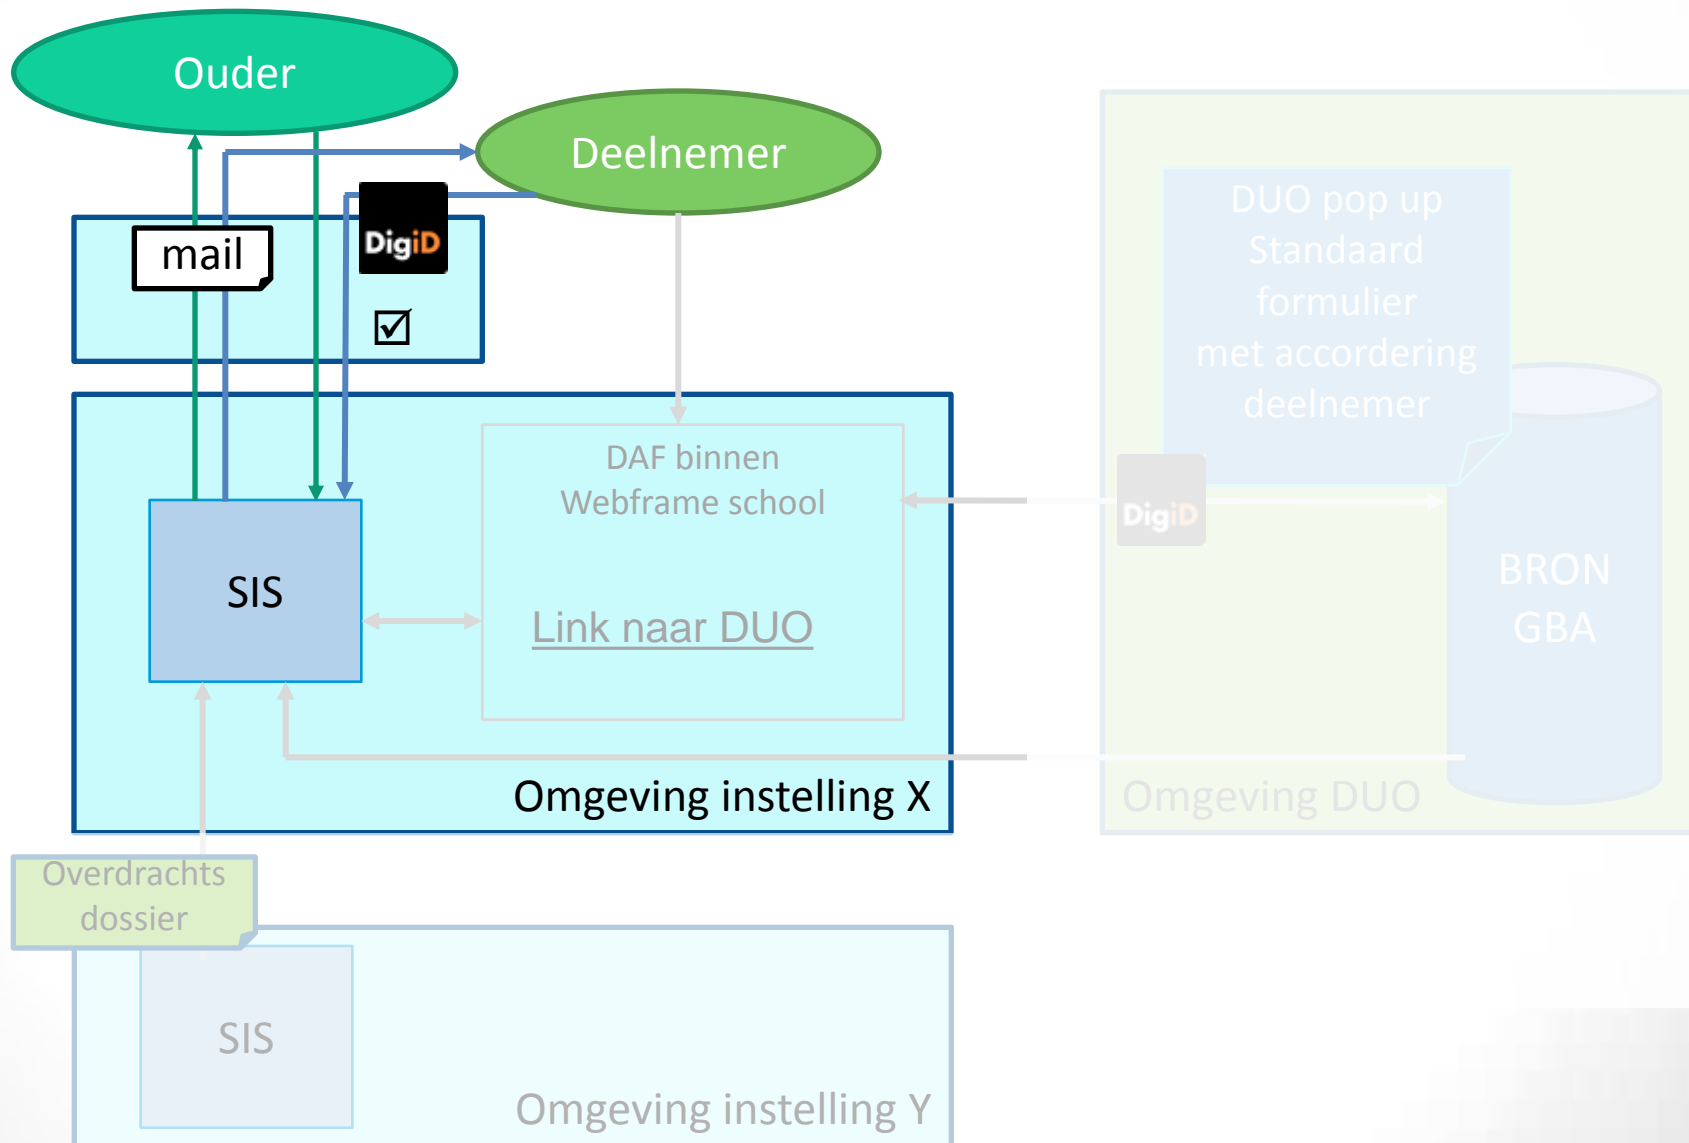 Ouder
Deelnemer
mail
DigiD
DUO pop up
Standaard
formulier
met accordering
deelnemer
DAF binnen
Webframe school
DigiD
SIS
Link naar DUO
BRON
GBA
Omgeving instelling X
Omgeving DUO
Overdrachts
dossier
SIS
Omgeving instelling Y